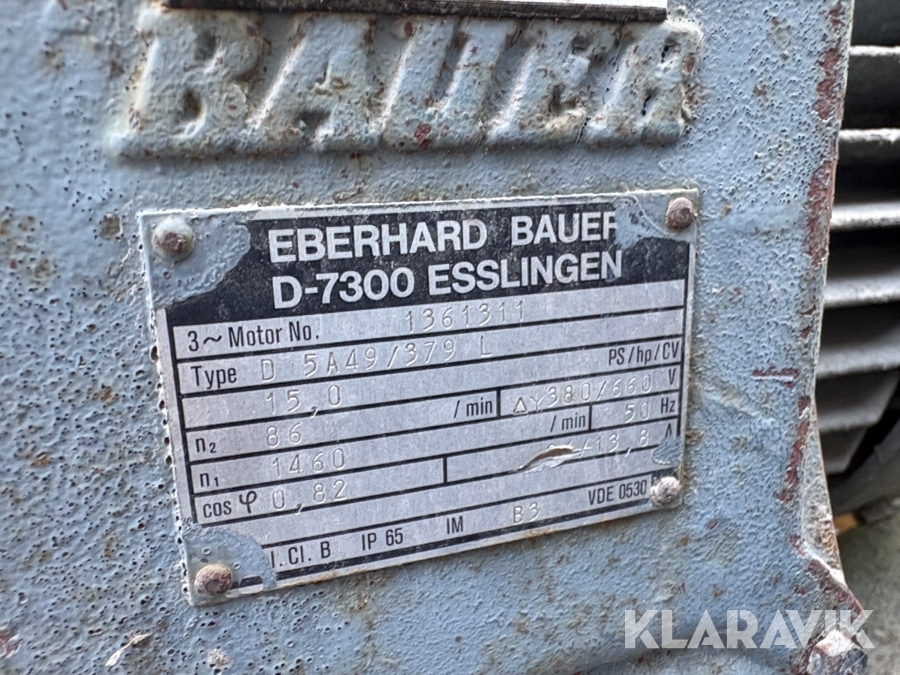 BAUER
EBERHARD BAUER
D-7300 ESSLINGEN
3~ Motor No. 1361311
Type D 5A49/379 L
15,0 PS/hp/CV
n₂ 86 /min ΔY 380/660 V
n₁ 1460 /min 50 Hz
cos φ 0,82 /13,8 A
I. Cl. B IP 65 IM B3 VDE 0530
KLARAVIK